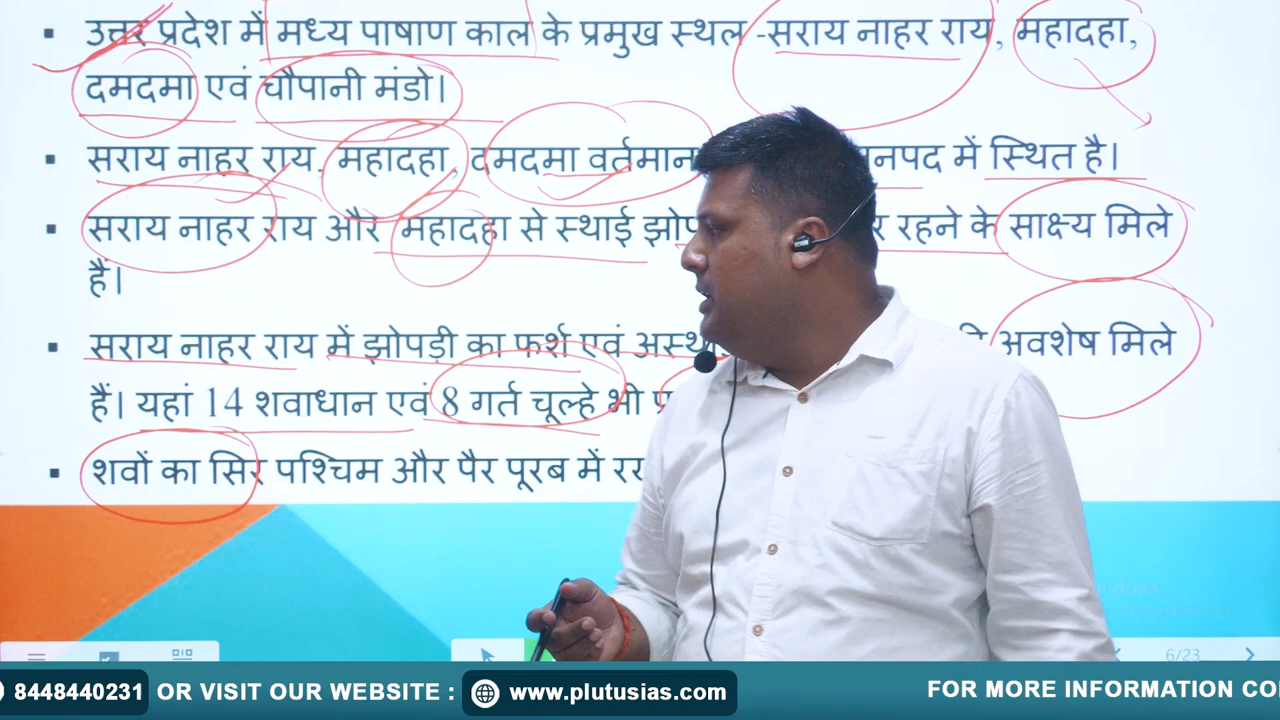 उत्तर प्रदेश में मध्य पाषाण काल के प्रमुख स्थल -सराय नाहर राय, महादहा,
दमदमा एवं चौपानी मंडो।
सराय नाहर राय, महादहा, दमदमा वर्तमान में स्थित है।
सराय नाहर राय और महादहा से स्थाई रहने के साक्ष्य मिले
हैं।
सराय नाहर राय में झोपड़ी का फर्श एवं अवशेष मिले
हैं। यहां 14 शवाधान एवं 8 गर्त चूल्हे भी
शवों का सिर पश्चिम और पैर पूरब में
6/23
8448440231 OR VISIT OUR WEBSITE : www.plutusias.com FOR MORE INFORMATION